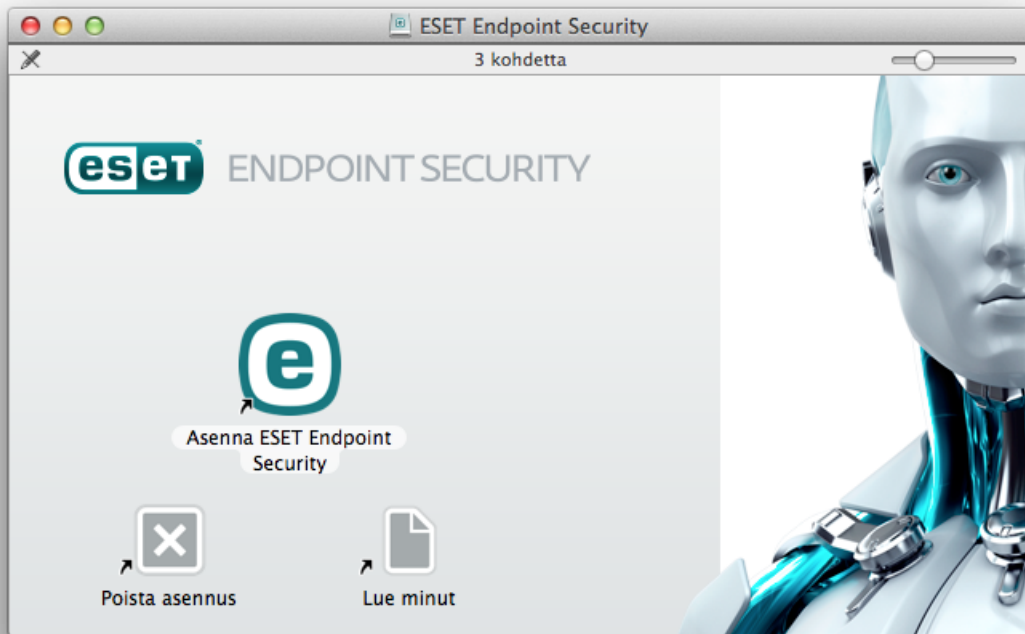 ESET Endpoint Security
3 kohdetta
eseT ENDPOINT SECURITY
e
Asenna ESET Endpoint
Security
Poista asennus
Lue minut